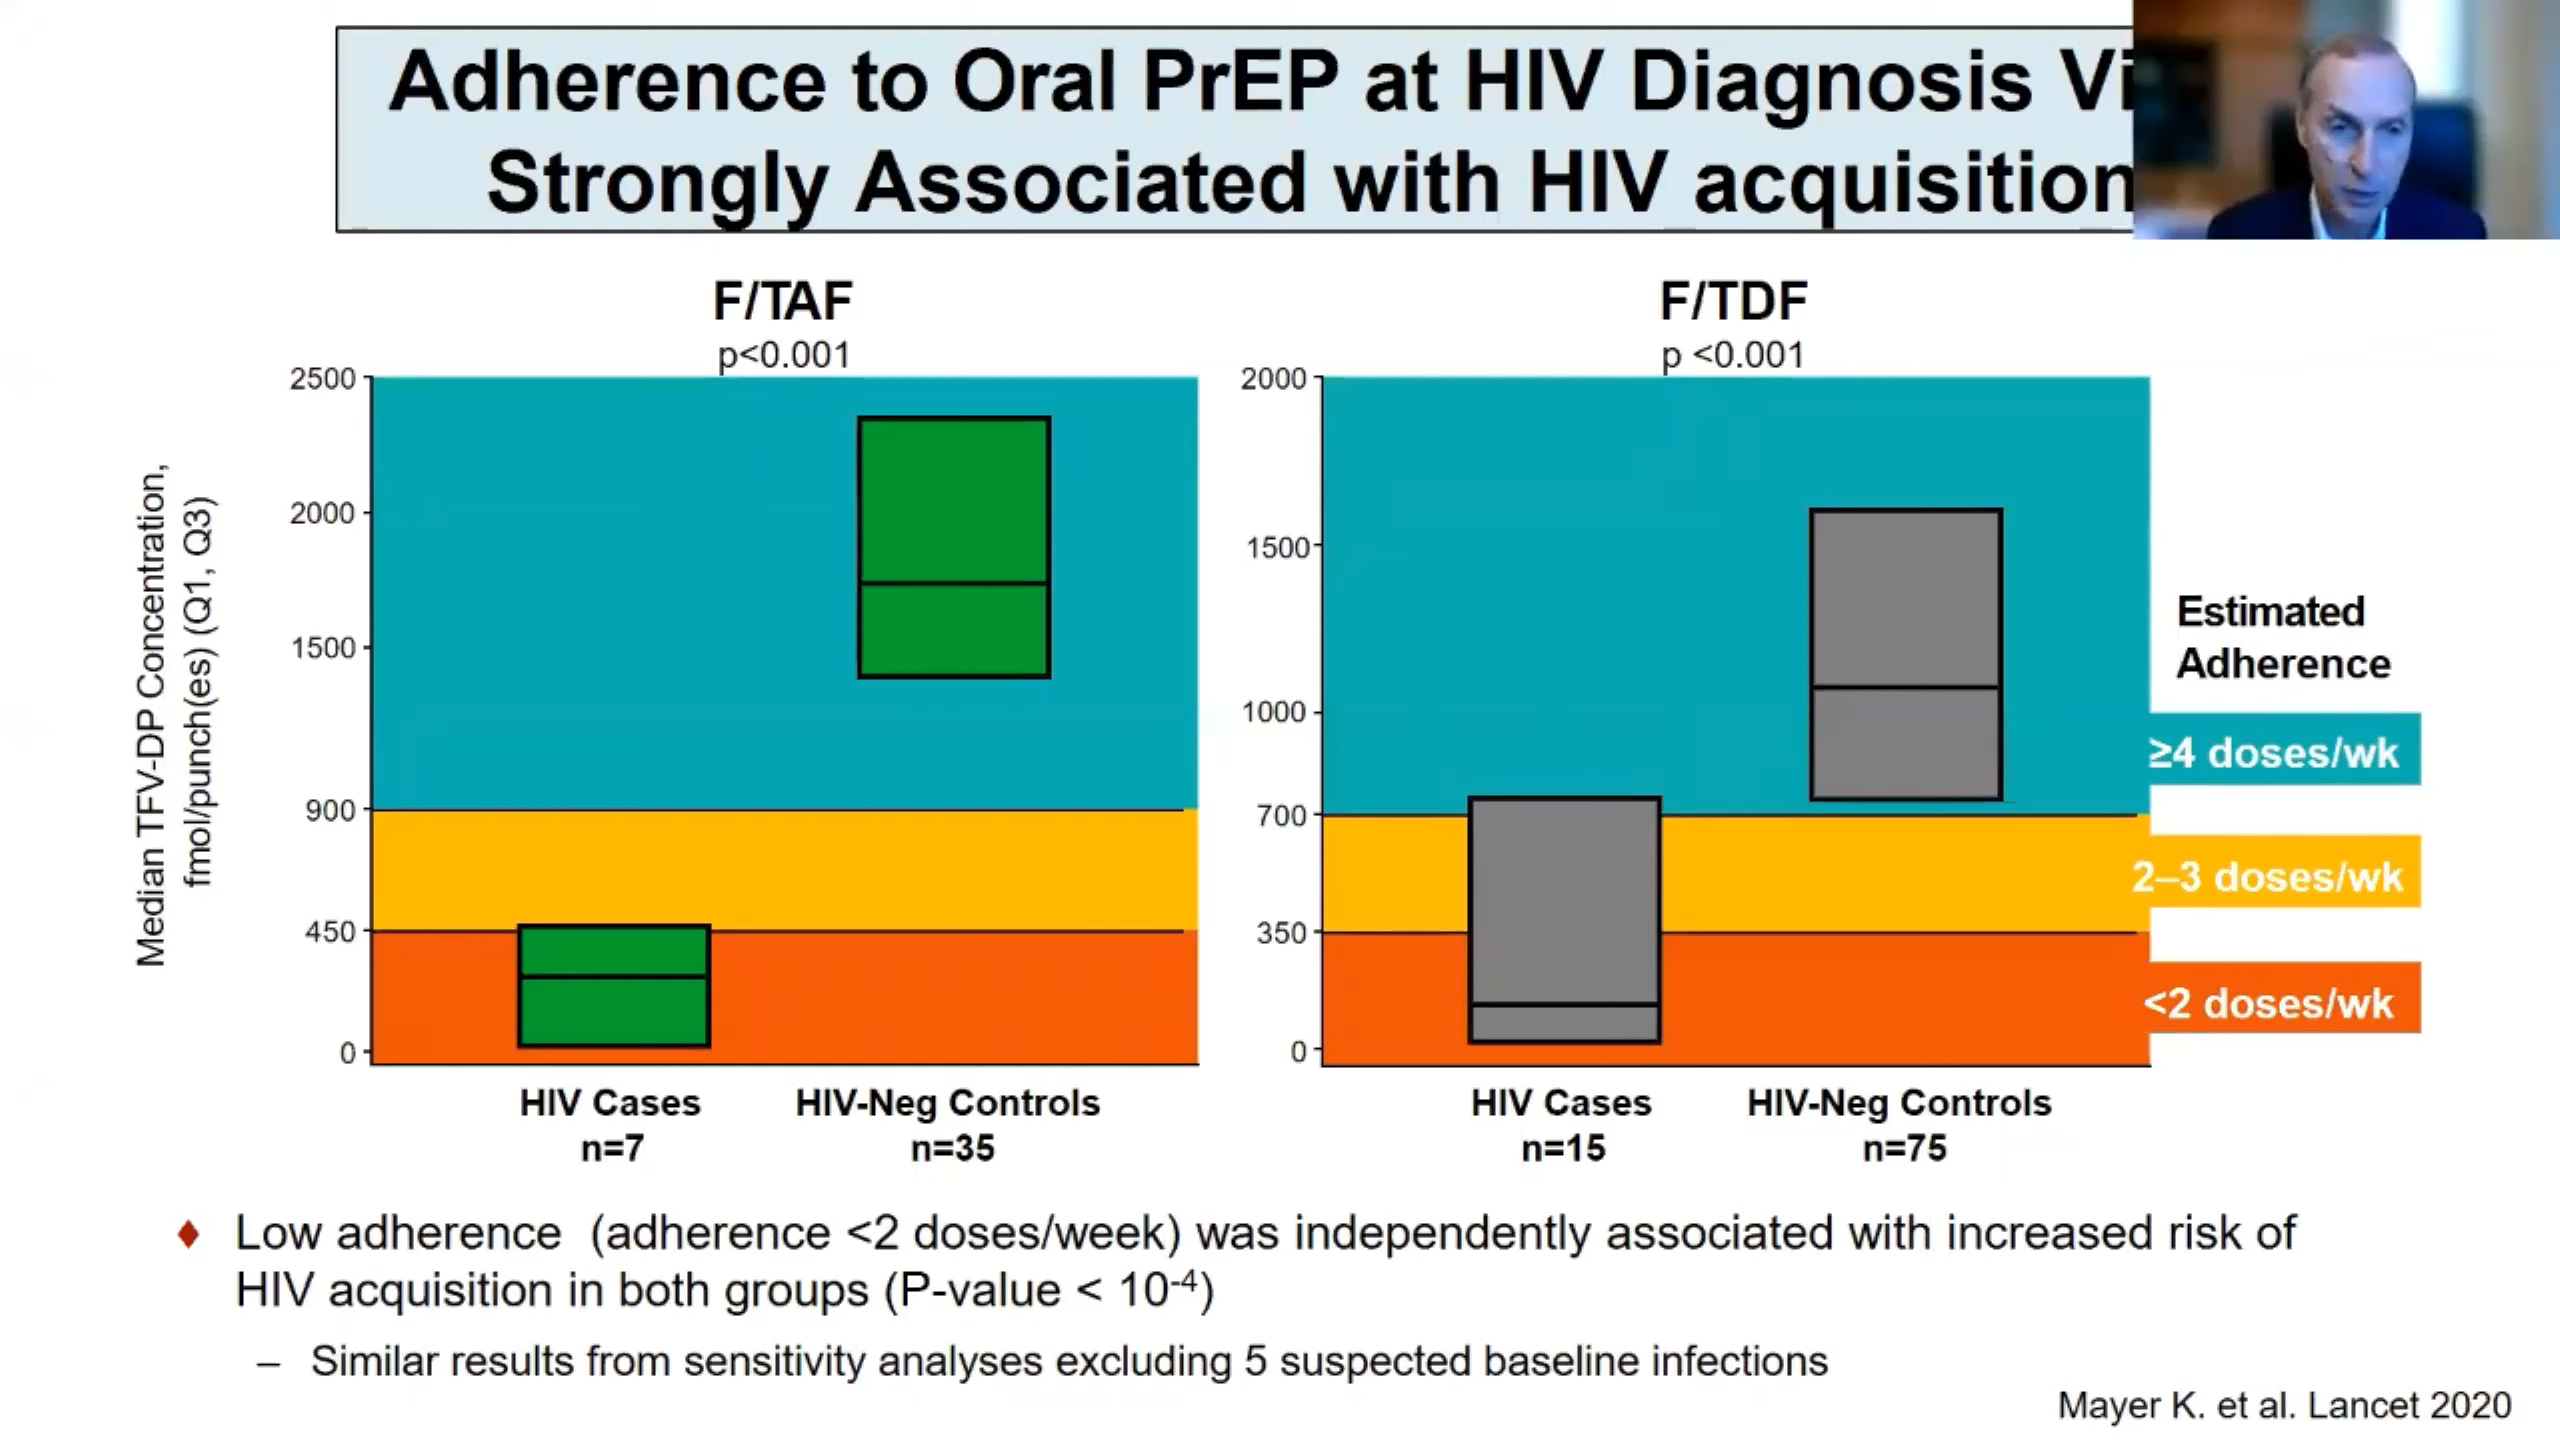 Adherence to Oral PrEP at HIV Diagnosis
Strongly Associated with HIV acquisition
F/TAF
p<0.001
2500
2000
1500
900
450
0
Median TFV-DP Concentration,
fmol/punch(es) (Q1, Q3)
HIV Cases
n=7
HIV-Neg Controls
n=35
F/TDF
p <0.001
2000
1500
1000
700
350
0
HIV Cases
n=15
HIV-Neg Controls
n=75
Estimated
Adherence
≥4 doses/wk
2–3 doses/wk
<2 doses/wk
♦ Low adherence (adherence <2 doses/week) was independently associated with increased risk of
HIV acquisition in both groups (P-value < 10⁻⁴)
– Similar results from sensitivity analyses excluding 5 suspected baseline infections
Mayer K. et al. Lancet 2020